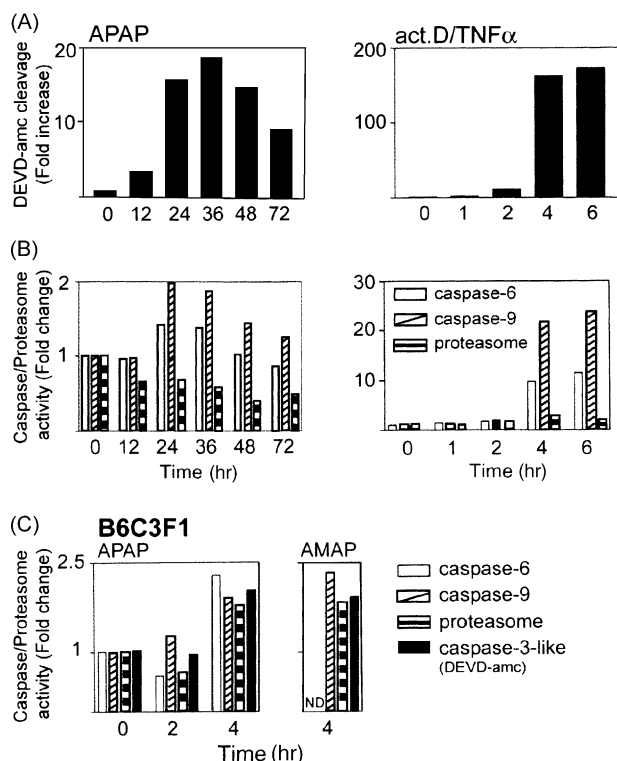 (A)
APAP
act.D/TNFα
DEVD-amc cleavage
(Fold increase)
20
10
0 12 24 36 48 72
200
100
0 1 2 4 6
(B)
Caspase/Proteasome
activity (Fold change)
2
1
0 12 24 36 48 72
Time (hr)
30
20
10
caspase-6
caspase-9
proteasome
0 1 2 4 6
Time (hr)
(C)
B6C3F1
APAP
AMAP
Caspase/Proteasome
activity (Fold change)
2.5
1
0 2 4
ND
4
Time (hr)
caspase-6
caspase-9
proteasome
caspase-3-like
(DEVD-amc)